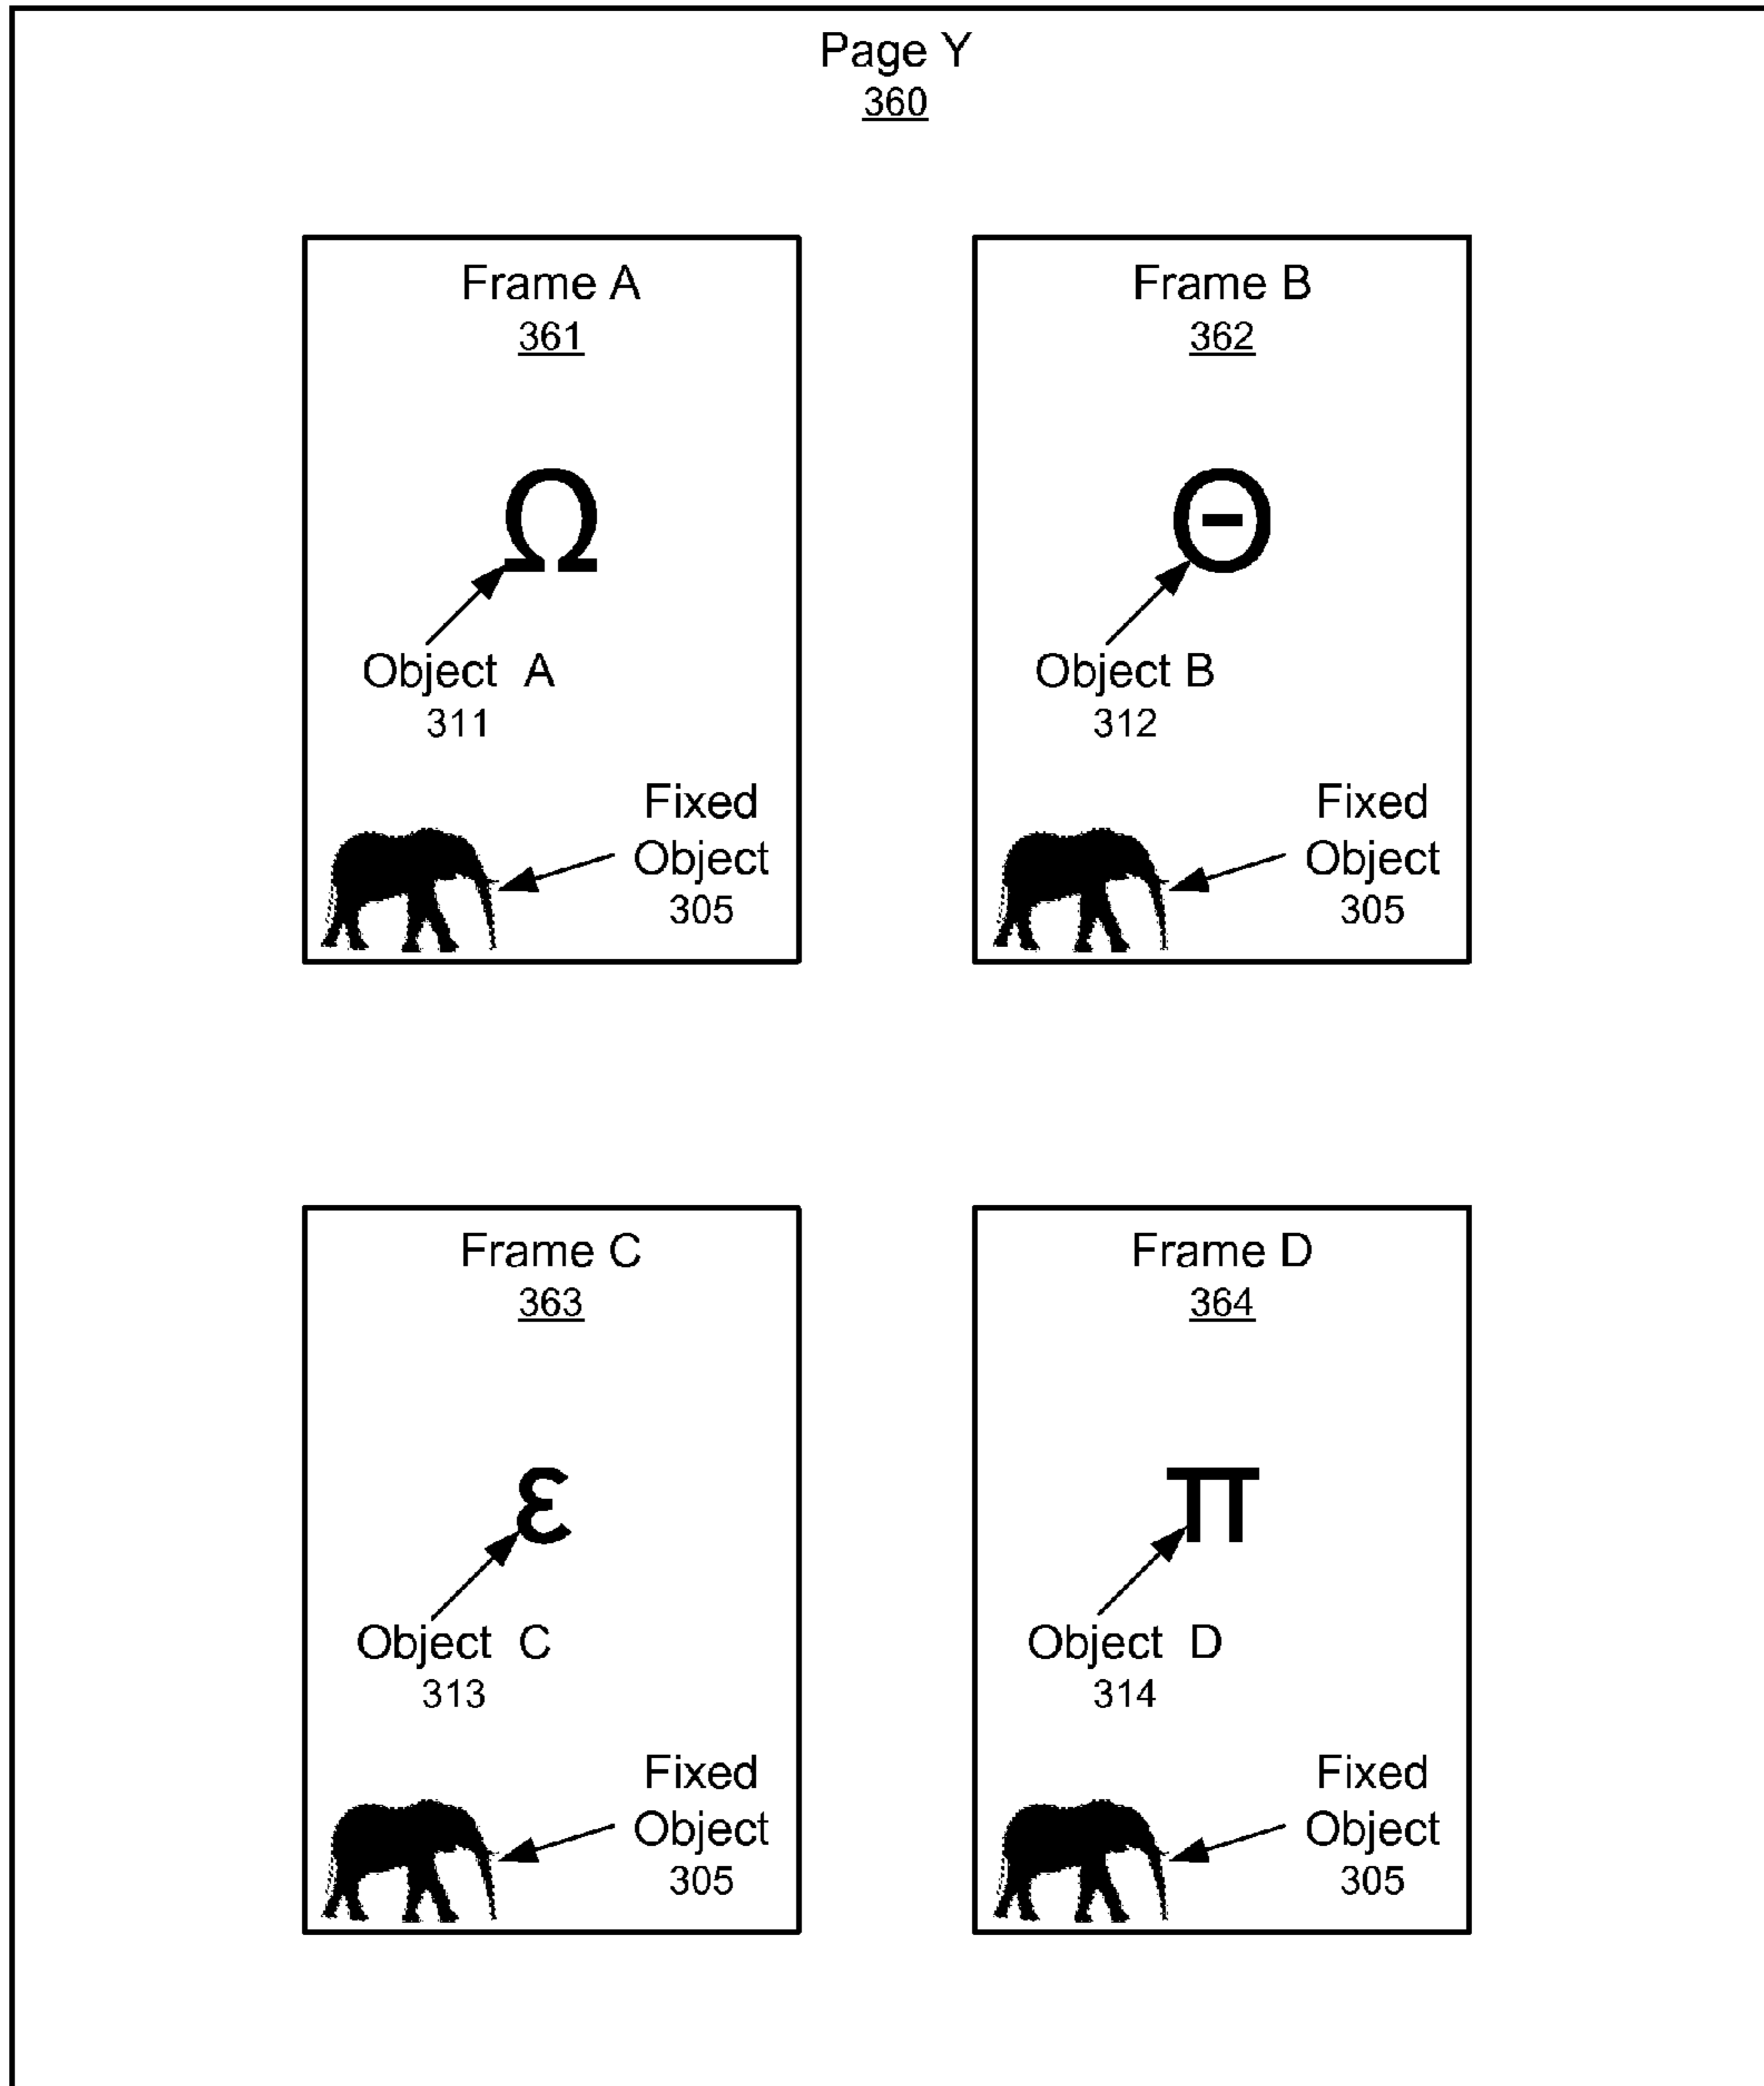 Page Y
360
Frame A
361
Ω
Object A
311
Fixed
Object
305
Frame B
362
Θ
Object B
312
Fixed
Object
305
Frame C
363
ε
Object C
313
Fixed
Object
305
Frame D
364
π
Object D
314
Fixed
Object
305